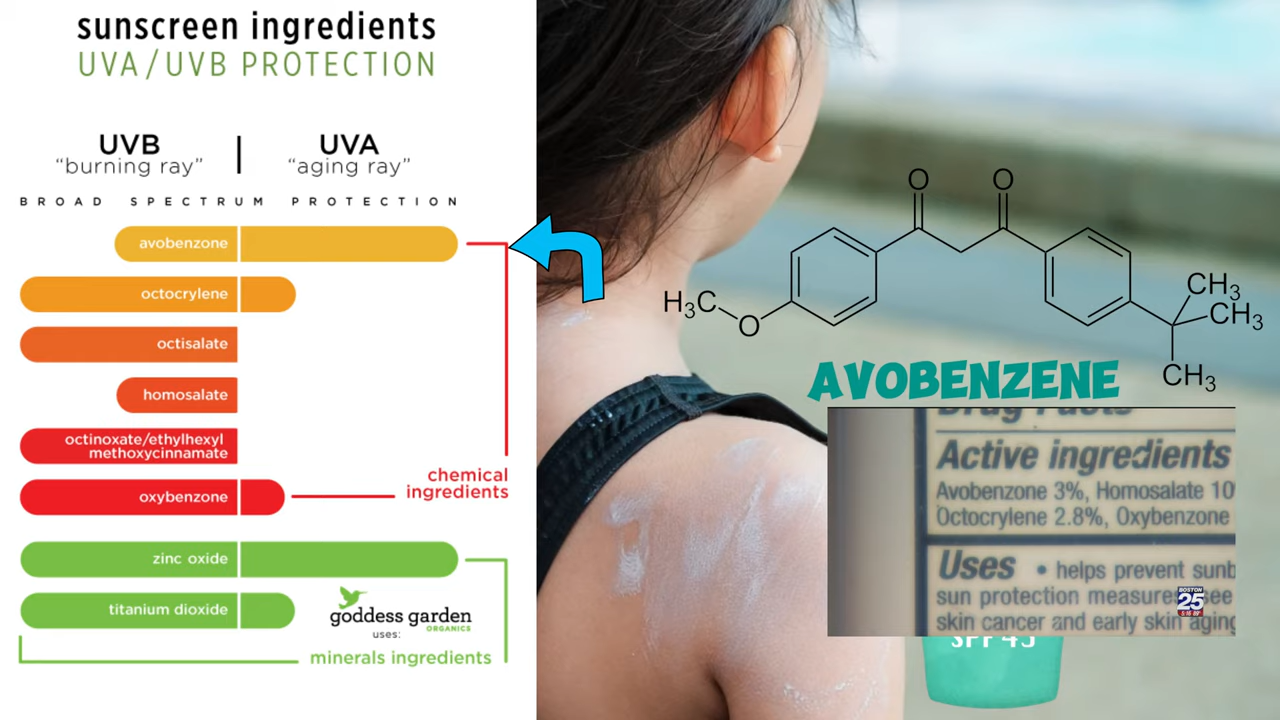 sunscreen ingredients
UVA/UVB PROTECTION
UVB | UVA
"burning ray" "aging ray"
BROAD SPECTRUM PROTECTION
avobenzone
octocrylene
octisalate
homosalate
octinoxate/ethylhexyl
methoxycinnamate
oxybenzone
chemical
ingredients
zinc oxide
titanium dioxide
goddess garden
ORGANICS
uses:
minerals ingredients
O O
H3C
O
CH3
CH3
CH3
AVOBENZENE
Drug Facts
Active ingredients
Avobenzone 3%, Homosalate 10
Octocrylene 2.8%, Oxybenzone
Uses • helps prevent sunb
sun protection measures see
skin cancer and early skin aging
BOSTON
25
SPF 45